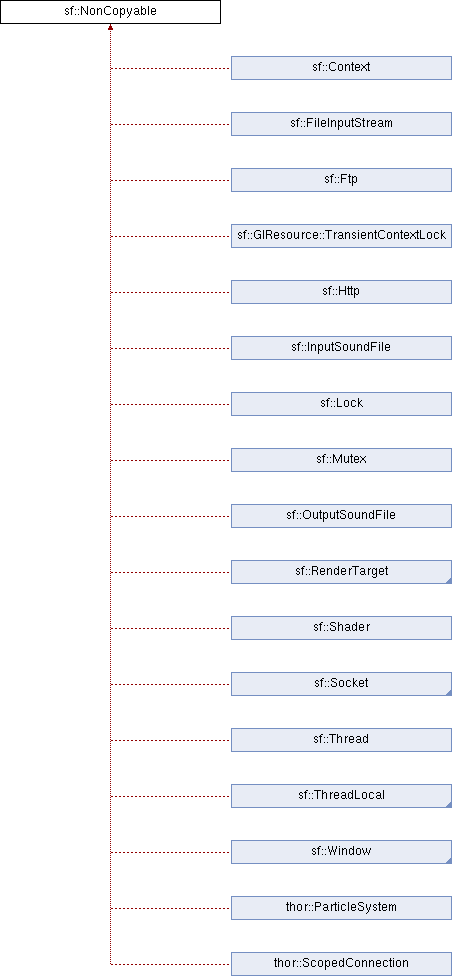 sf::NonCopyable
sf::Context
sf::FileInputStream
sf::Ftp
sf::GlResource::TransientContextLock
sf::Http
sf::InputSoundFile
sf::Lock
sf::Mutex
sf::OutputSoundFile
sf::RenderTarget
sf::Shader
sf::Socket
sf::Thread
sf::ThreadLocal
sf::Window
thor::ParticleSystem
thor::ScopedConnection